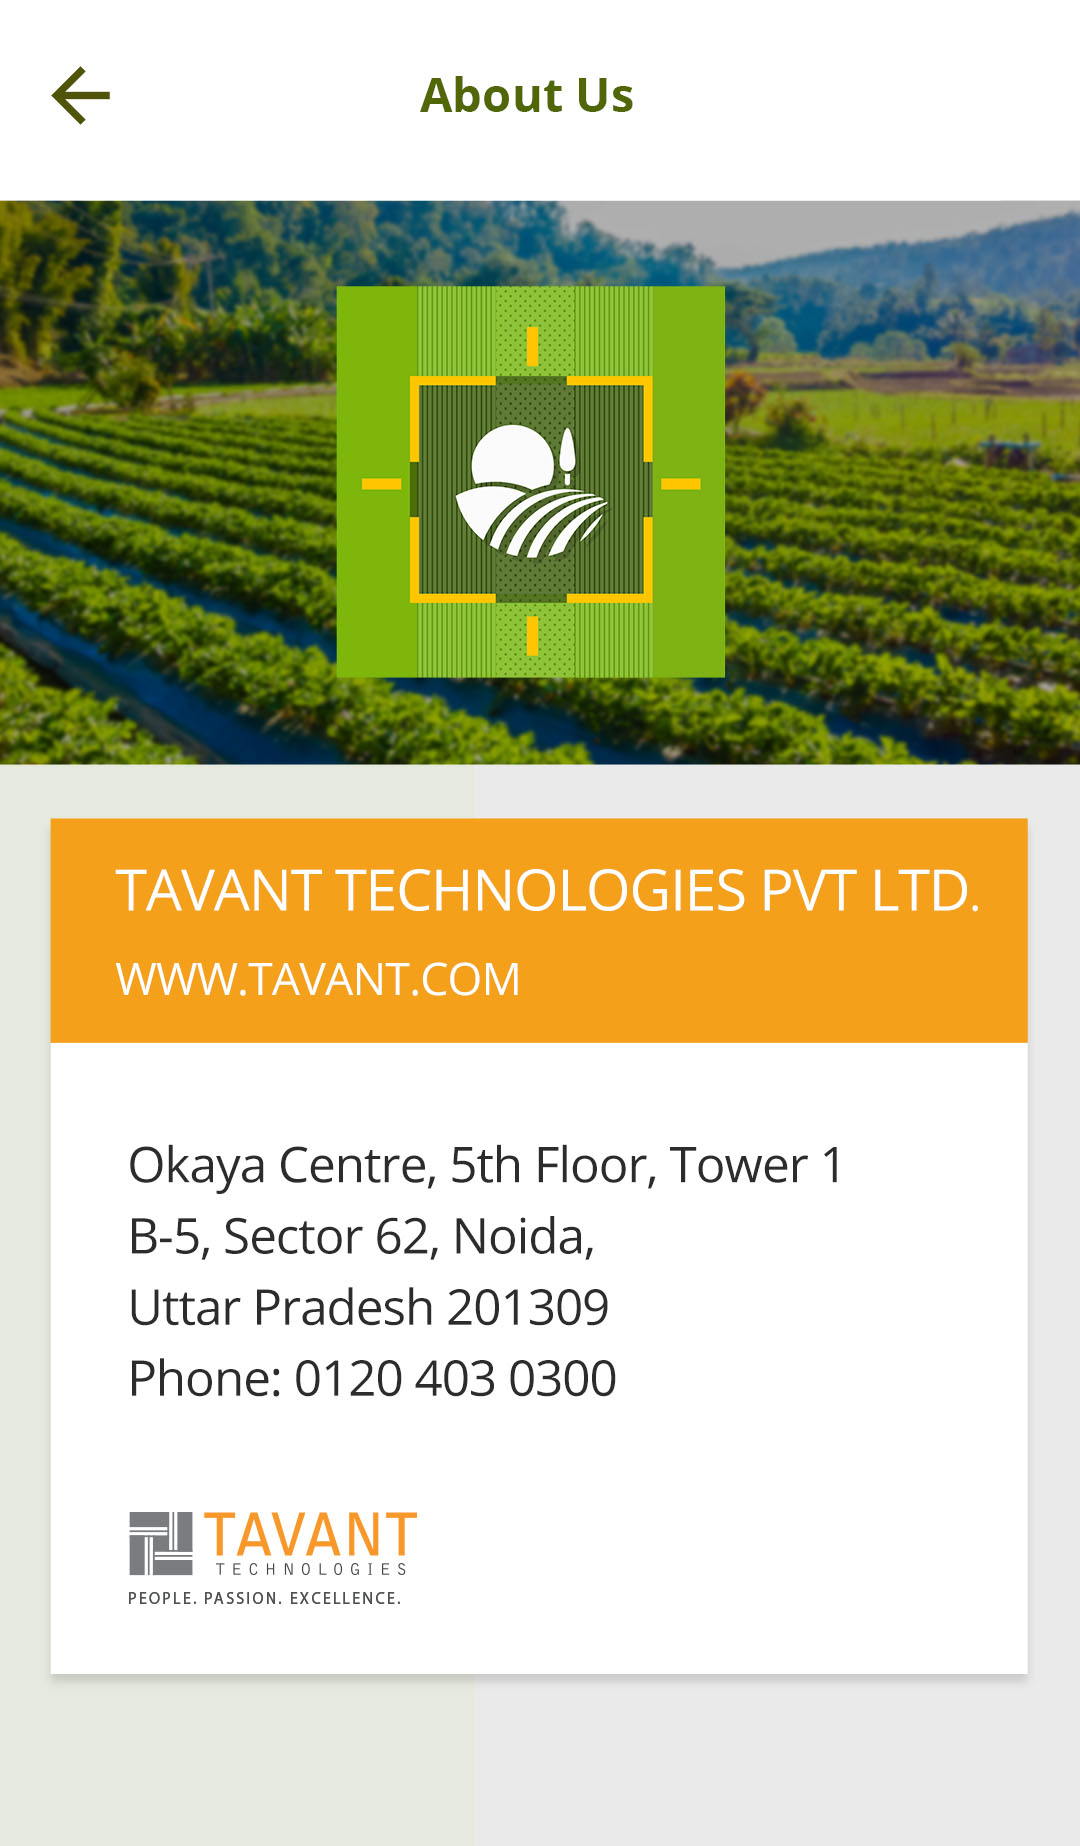 About Us
TAVANT TECHNOLOGIES PVT LTD.
WWW.TAVANT.COM
Okaya Centre, 5th Floor, Tower 1
B-5, Sector 62, Noida,
Uttar Pradesh 201309
Phone: 0120 403 0300
TAVANT
TECHNOLOGIES
PEOPLE. PASSION. EXCELLENCE.